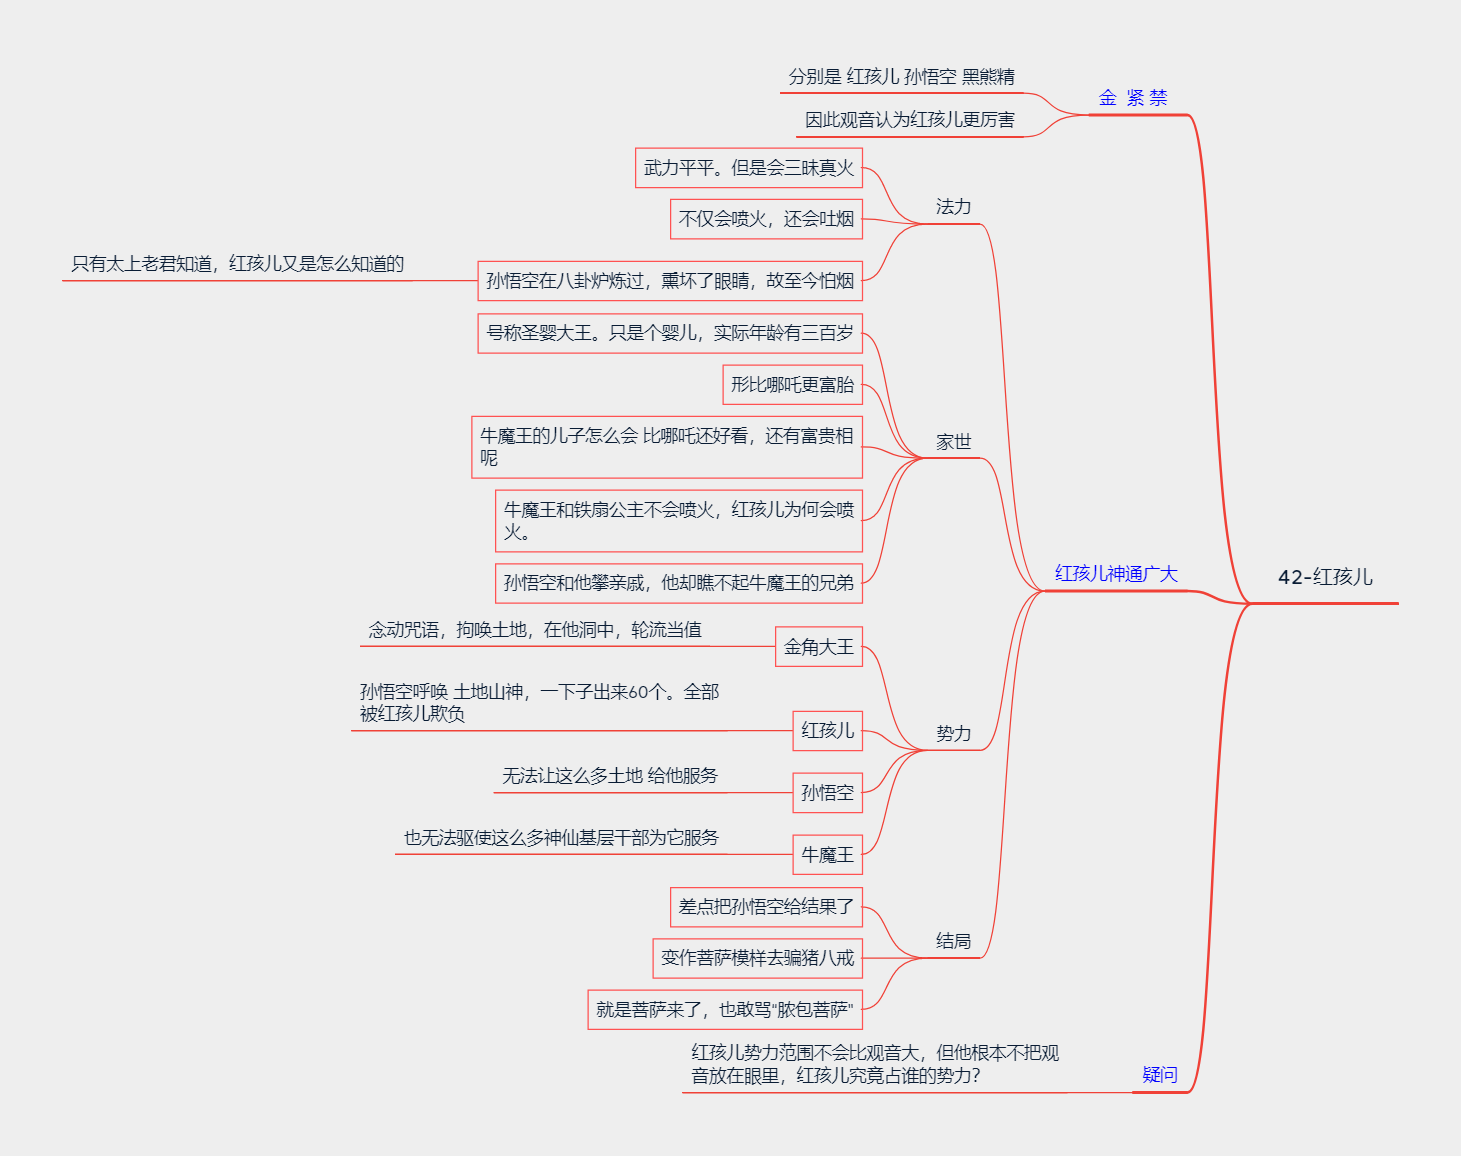 42-红孩儿
金 紧 禁
分别是 红孩儿 孙悟空 黑熊精
因此观音认为红孩儿更厉害
红孩儿神通广大
法力
武力平平。但是会三昧真火
不仅会喷火，还会吐烟
孙悟空在八卦炉炼过，熏坏了眼睛，故至今怕烟
只有太上老君知道，红孩儿又是怎么知道的
家世
号称圣婴大王。只是个婴儿，实际年龄有三百岁
形比哪吒更富胎
牛魔王的儿子怎么会 比哪吒还好看，还有富贵相
呢
牛魔王和铁扇公主不会喷火，红孩儿为何会喷
火。
孙悟空和他攀亲戚，他却瞧不起牛魔王的兄弟
势力
金角大王
念动咒语，拘唤土地，在他洞中，轮流当值
红孩儿
孙悟空呼唤 土地山神，一下子出来60个。全部
被红孩儿欺负
孙悟空
无法让这么多土地 给他服务
牛魔王
也无法驱使这么多神仙基层干部为它服务
结局
差点把孙悟空给结果了
变作菩萨模样去骗猪八戒
就是菩萨来了，也敢骂"脓包菩萨"
疑问
红孩儿势力范围不会比观音大，但他根本不把观
音放在眼里，红孩儿究竟占谁的势力？